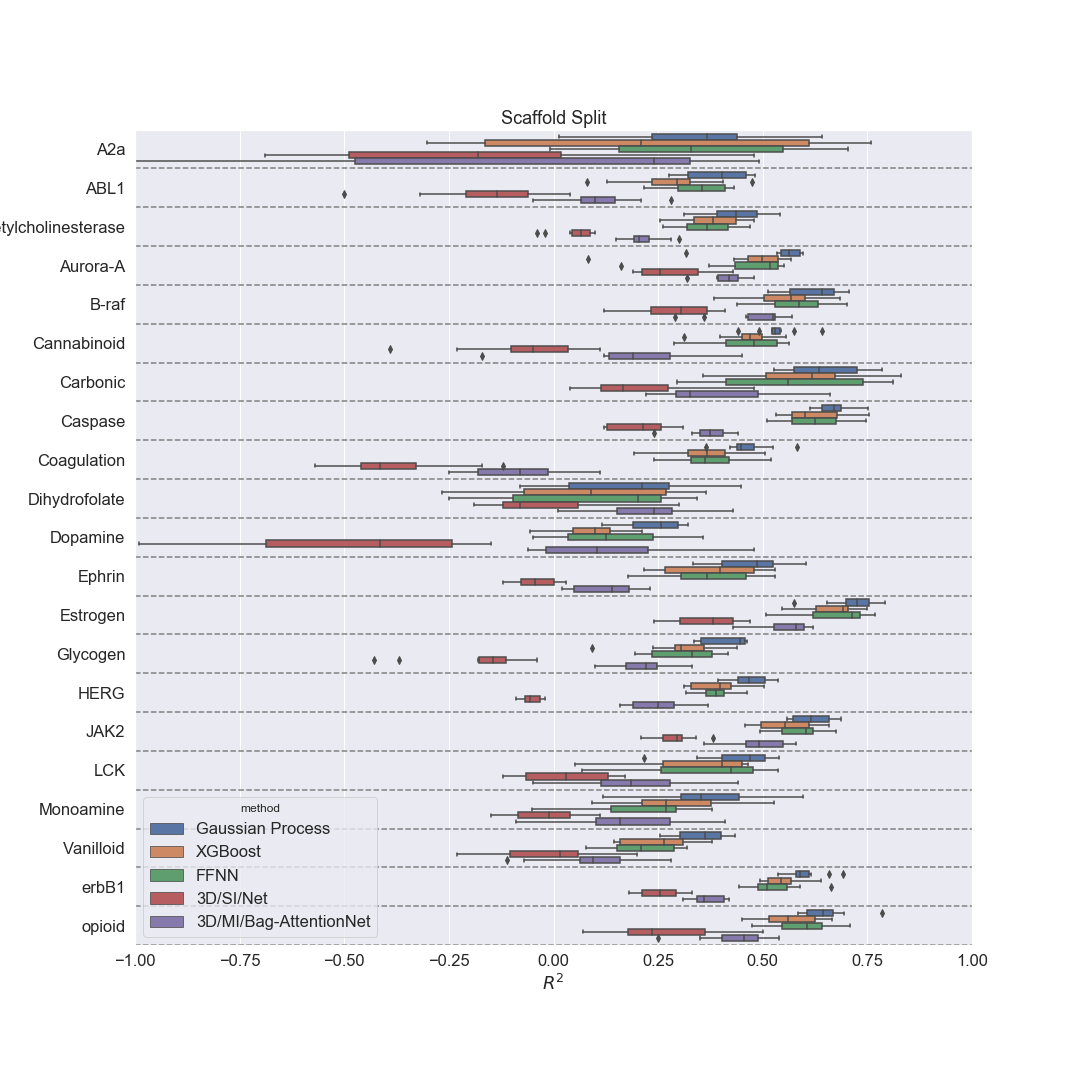 Scaffold Split
A2a
ABL1
etylcholinesterase
Aurora-A
B-raf
Cannabinoid
Carbonic
Caspase
Coagulation
Dihydrofolate
Dopamine
Ephrin
Estrogen
Glycogen
HERG
JAK2
LCK
Monoamine
Vanilloid
erbB1
opioid
method
Gaussian Process
XGBoost
FFNN
3D/SI/Net
3D/MI/Bag-AttentionNet
−1.00 −0.75 −0.50 −0.25 0.00 0.25 0.50 0.75 1.00
R²